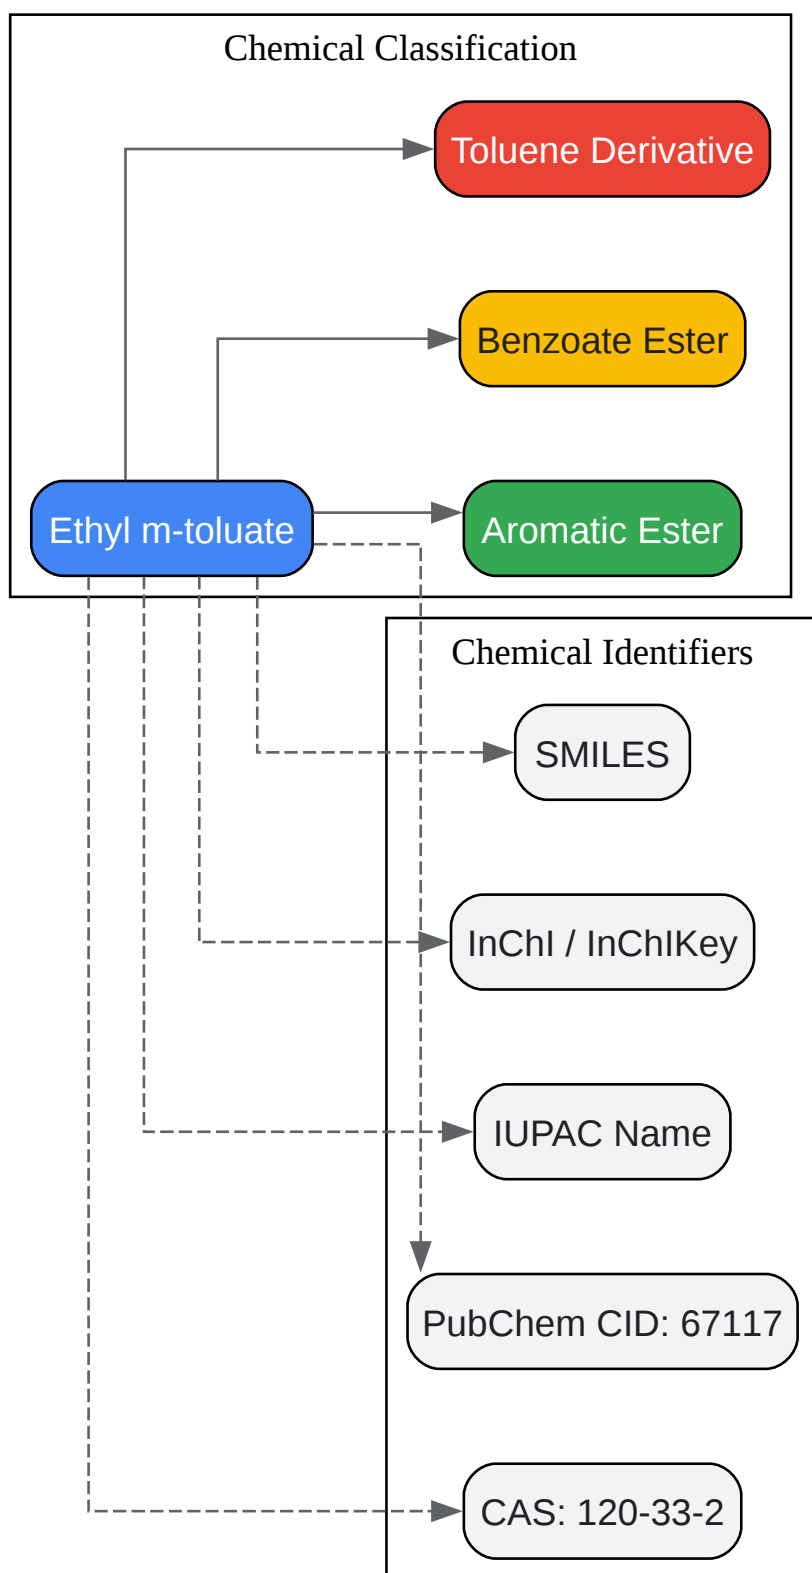 Chemical Classification
Toluene Derivative
Benzoate Ester
Ethyl m-toluate
Aromatic Ester
Chemical Identifiers
SMILES
InChI / InChIKey
IUPAC Name
PubChem CID: 67117
CAS: 120-33-2